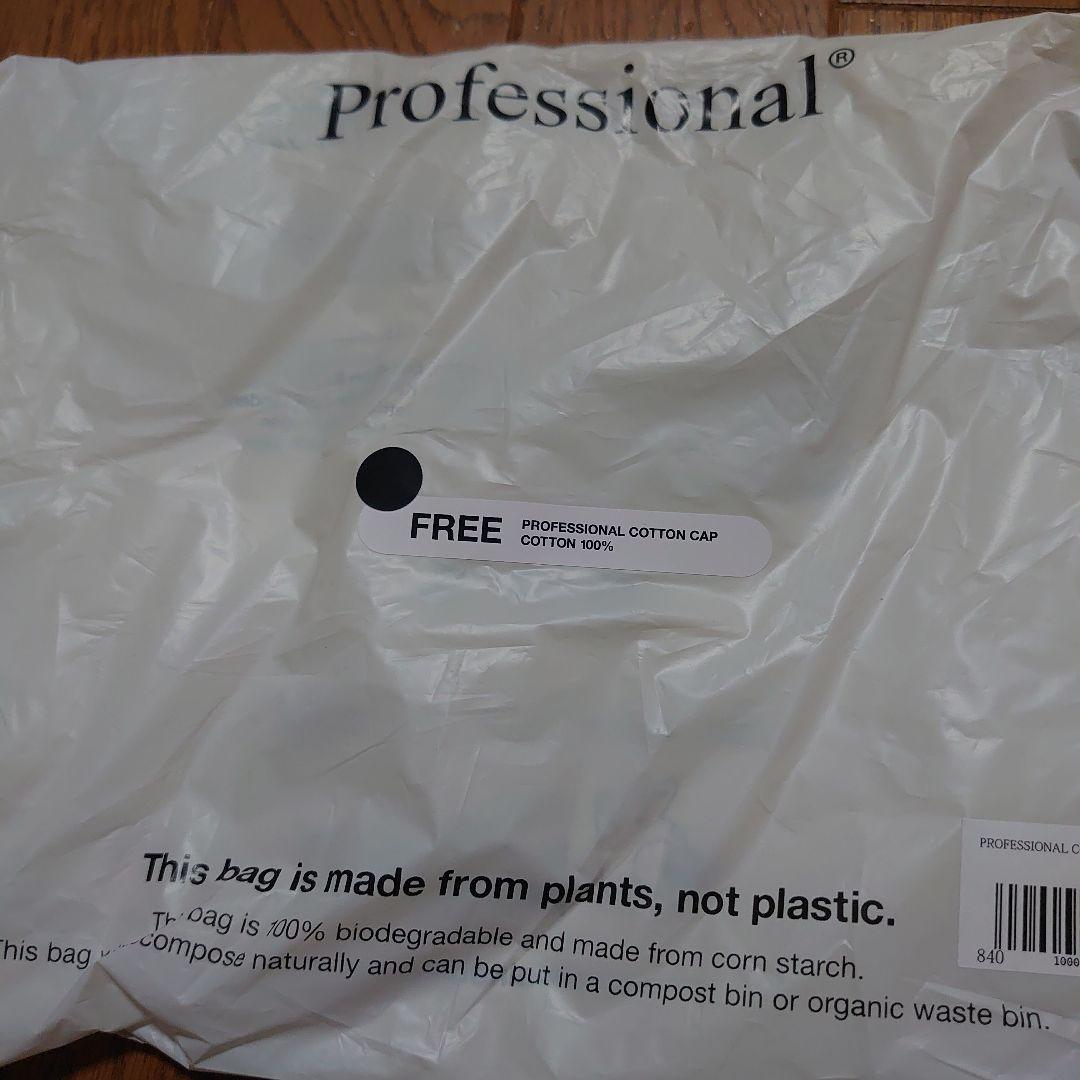 Professional®
FREE
PROFESSIONAL COTTON CAP
COTTON 100%
This bag is made from plants, not plastic.
bag is 100% biodegradable and made from corn starch.
This bag
compose naturally and can be put in a compost bin or organic waste bin.
PROFESSIONAL C
840
1000